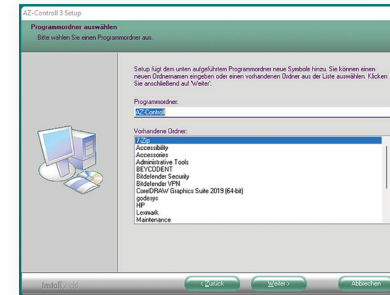 AZ-Control 3 Setup
Programmordner auswählen
Bitte wählen Sie einen Programmordner aus.
Setup fügt dem unten aufgeführtem Programmordner neue Symbole hinzu. Sie können einen
neuen Ordnernamen eingeben oder einen vorhandenen Ordner aus der Liste auswählen. Klicken
Sie anschließend auf 'Weiter'.
Programmordner:
AZ-Control
Vorhandene Ordner:
7-Zip
Accessibility
Accessories
Administrative Tools
BEYCODENT
Bitdefender Security
Bitdefender VPN
CorelDRAW Graphics Suite 2019 (64-bit)
godesys
HP
Lexmark
Maintenance
InstallShield
< Zurück
Weiter >
Abbrechen